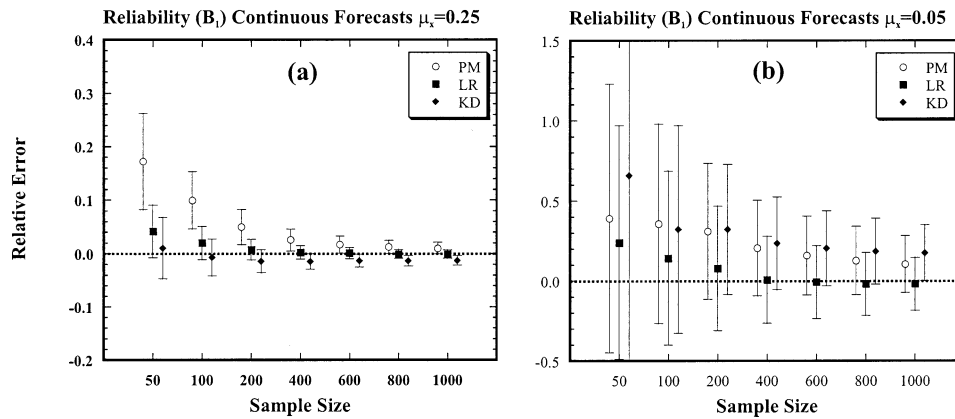 Reliability (B₁) Continuous Forecasts μₓ=0.25
(a)
PM
LR
KD
Relative Error
0.4
0.3
0.2
0.1
0.0
-0.1
-0.2
50 100 200 400 600 800 1000
Sample Size
Reliability (B₁) Continuous Forecasts μₓ=0.05
(b)
PM
LR
KD
1.5
1.0
0.5
0.0
-0.5
50 100 200 400 600 800 1000
Sample Size